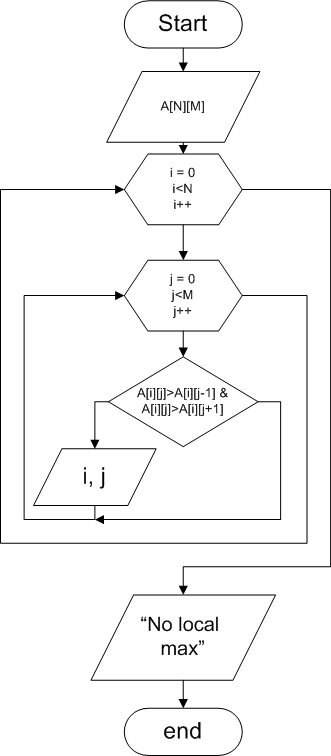 Start
A[N][M]
i = 0
i<N
i++
j = 0
j<M
j++
A[i][j]>A[i][j-1] &
A[i][j]>A[i][j+1]
i, j
“No local
max”
end